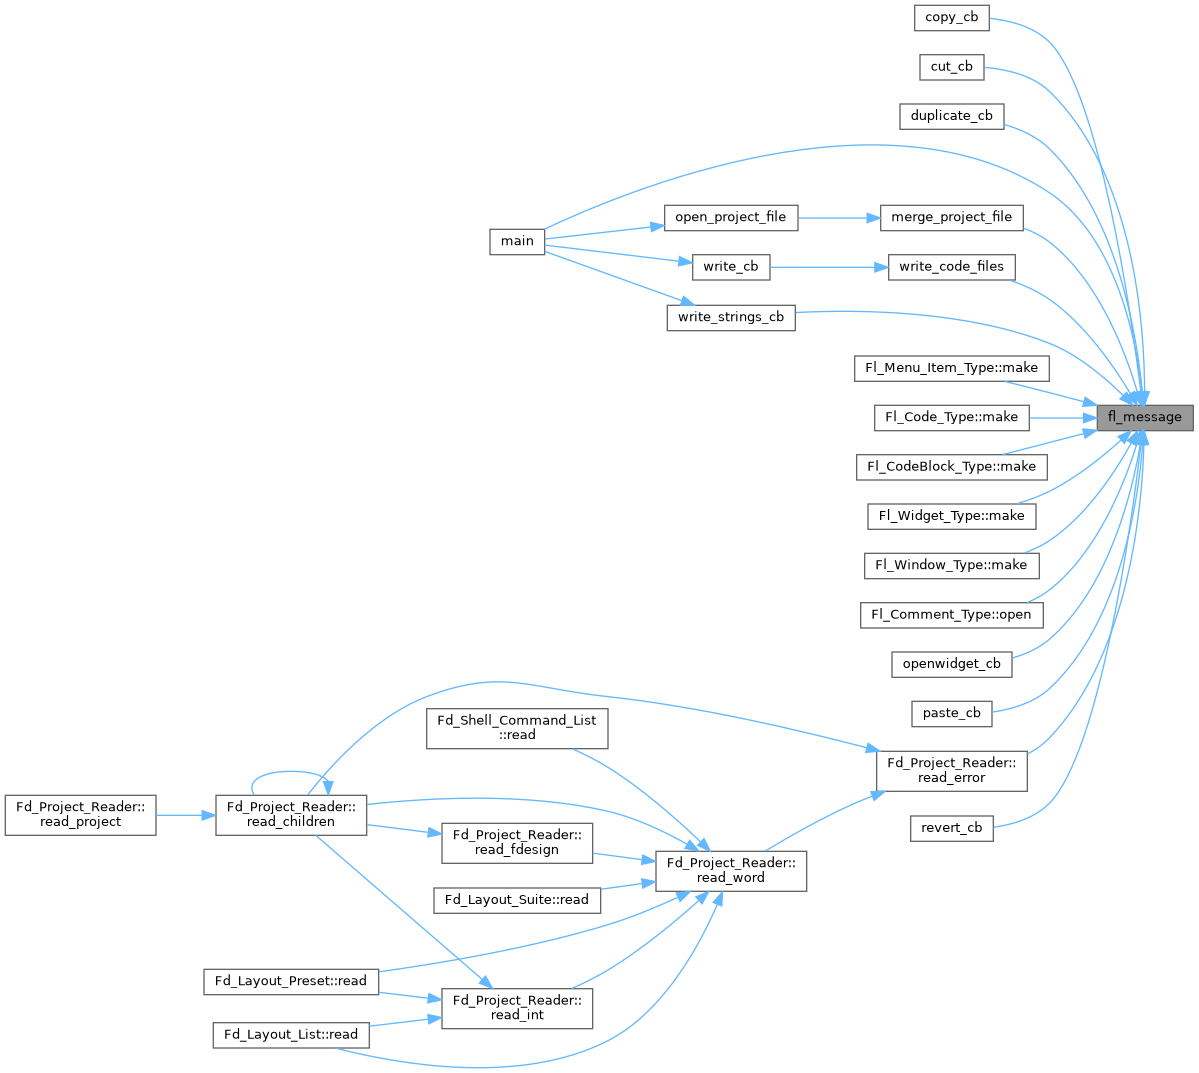 copy_cb
cut_cb
duplicate_cb
open_project_file
merge_project_file
main
write_cb
write_code_files
write_strings_cb
Fl_Menu_Item_Type::make
Fl_Code_Type::make
fl_message
Fl_CodeBlock_Type::make
Fl_Widget_Type::make
Fl_Window_Type::make
Fl_Comment_Type::open
openwidget_cb
paste_cb
Fd_Shell_Command_List
::read
Fd_Project_Reader::
read_error
Fd_Project_Reader::
read_project
Fd_Project_Reader::
read_children
revert_cb
Fd_Project_Reader::
read_fdesign
Fd_Project_Reader::
read_word
Fd_Layout_Suite::read
Fd_Layout_Preset::read
Fd_Project_Reader::
read_int
Fd_Layout_List::read